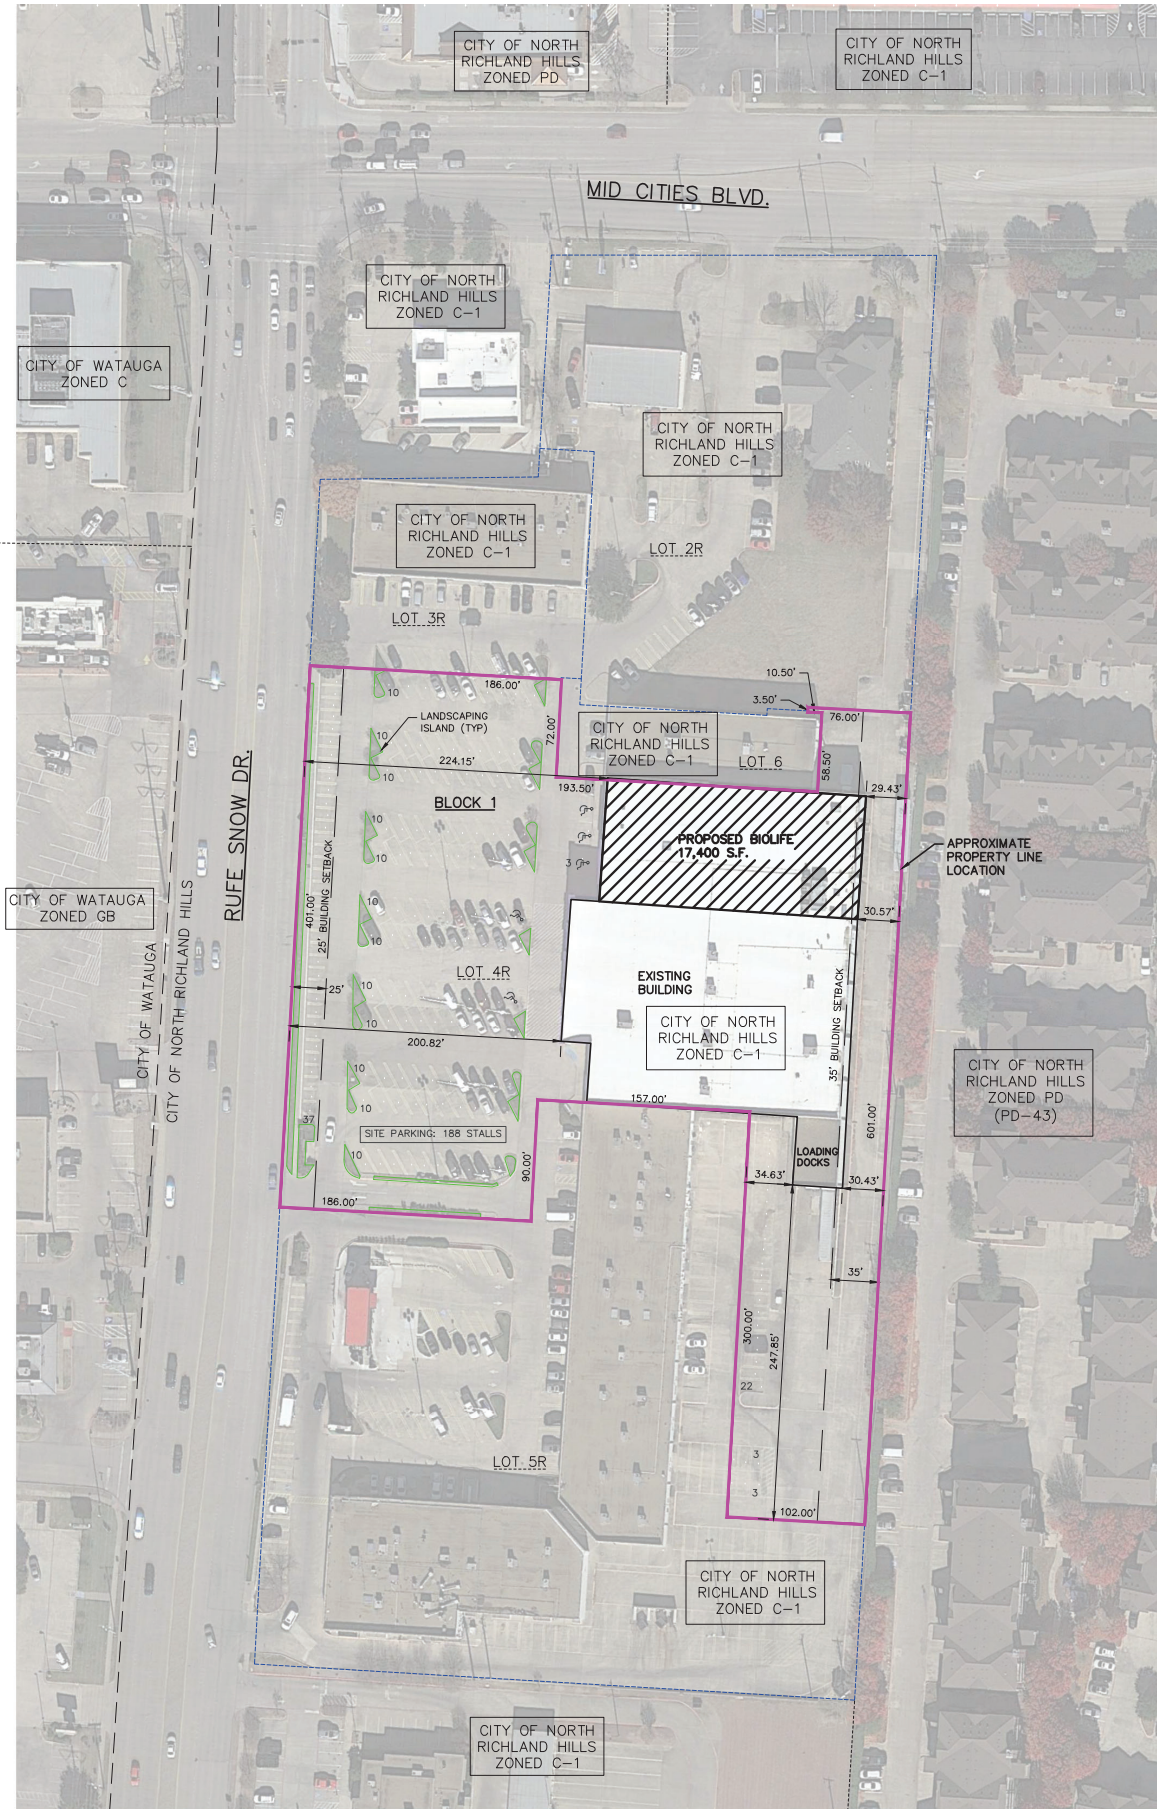 CITY OF NORTH
RICHLAND HILLS
ZONED PD
CITY OF NORTH
RICHLAND HILLS
ZONED C-1
MID CITIES BLVD.
CITY OF NORTH
RICHLAND HILLS
ZONED C-1
CITY OF WATAUGA
ZONED C
CITY OF NORTH
RICHLAND HILLS
ZONED C-1
CITY OF NORTH
RICHLAND HILLS
ZONED C-1
LOT 2R
LOT 3R
186.00'
10
10.50'
3.50'
76.00'
LANDSCAPING
ISLAND (TYP)
72.00'
CITY OF NORTH
RICHLAND HILLS
ZONED C-1
LOT 6
58.50'
10
10
224.15'
193.50'
29.43'
RUFE SNOW DR.
BLOCK 1
PROPOSED BIOLIFE
17,400 S.F.
APPROXIMATE
PROPERTY LINE
LOCATION
10
10
3
401.00'
25' BUILDING SETBACK
CITY OF WATAUGA
ZONED GB
10
10
30.57'
CITY OF WATAUGA
CITY OF NORTH RICHLAND HILLS
LOT 4R
EXISTING
BUILDING
35' BUILDING SETBACK
25'
10
10
CITY OF NORTH
RICHLAND HILLS
ZONED C-1
200.82'
CITY OF NORTH
RICHLAND HILLS
ZONED PD
(PD-43)
10
10
157.00'
37
SITE PARKING: 188 STALLS
601.00'
10
90.00'
LOADING
DOCKS
34.63'
30.43'
186.00'
35'
300.00'
247.85'
22
3
3
LOT 5R
102.00'
CITY OF NORTH
RICHLAND HILLS
ZONED C-1
CITY OF NORTH
RICHLAND HILLS
ZONED C-1